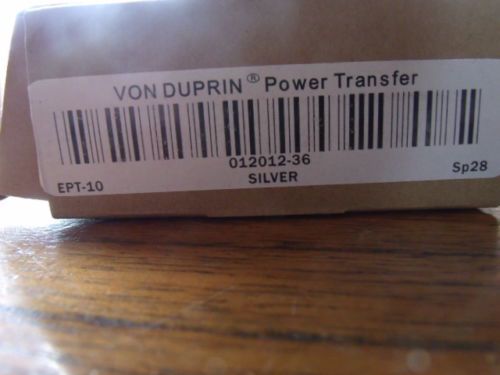 VON DUPRIN® Power Transfer
012012-36
EPT-10 SILVER Sp28